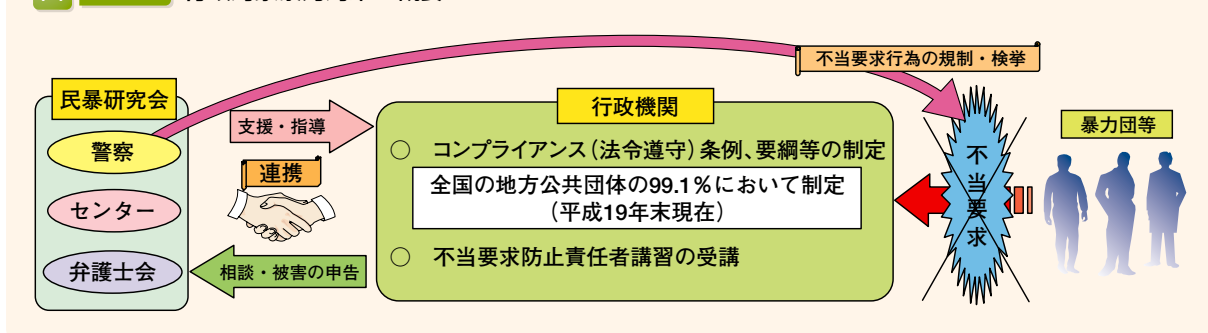 不当要求行為の規制・検挙
民暴研究会
警察
センター
弁護士会
支援・指導
連携
相談・被害の申告
行政機関
○ コンプライアンス(法令遵守)条例、要綱等の制定
全国の地方公共団体の99.1%において制定
(平成19年末現在)
○ 不当要求防止責任者講習の受講
不当要求
暴力団等